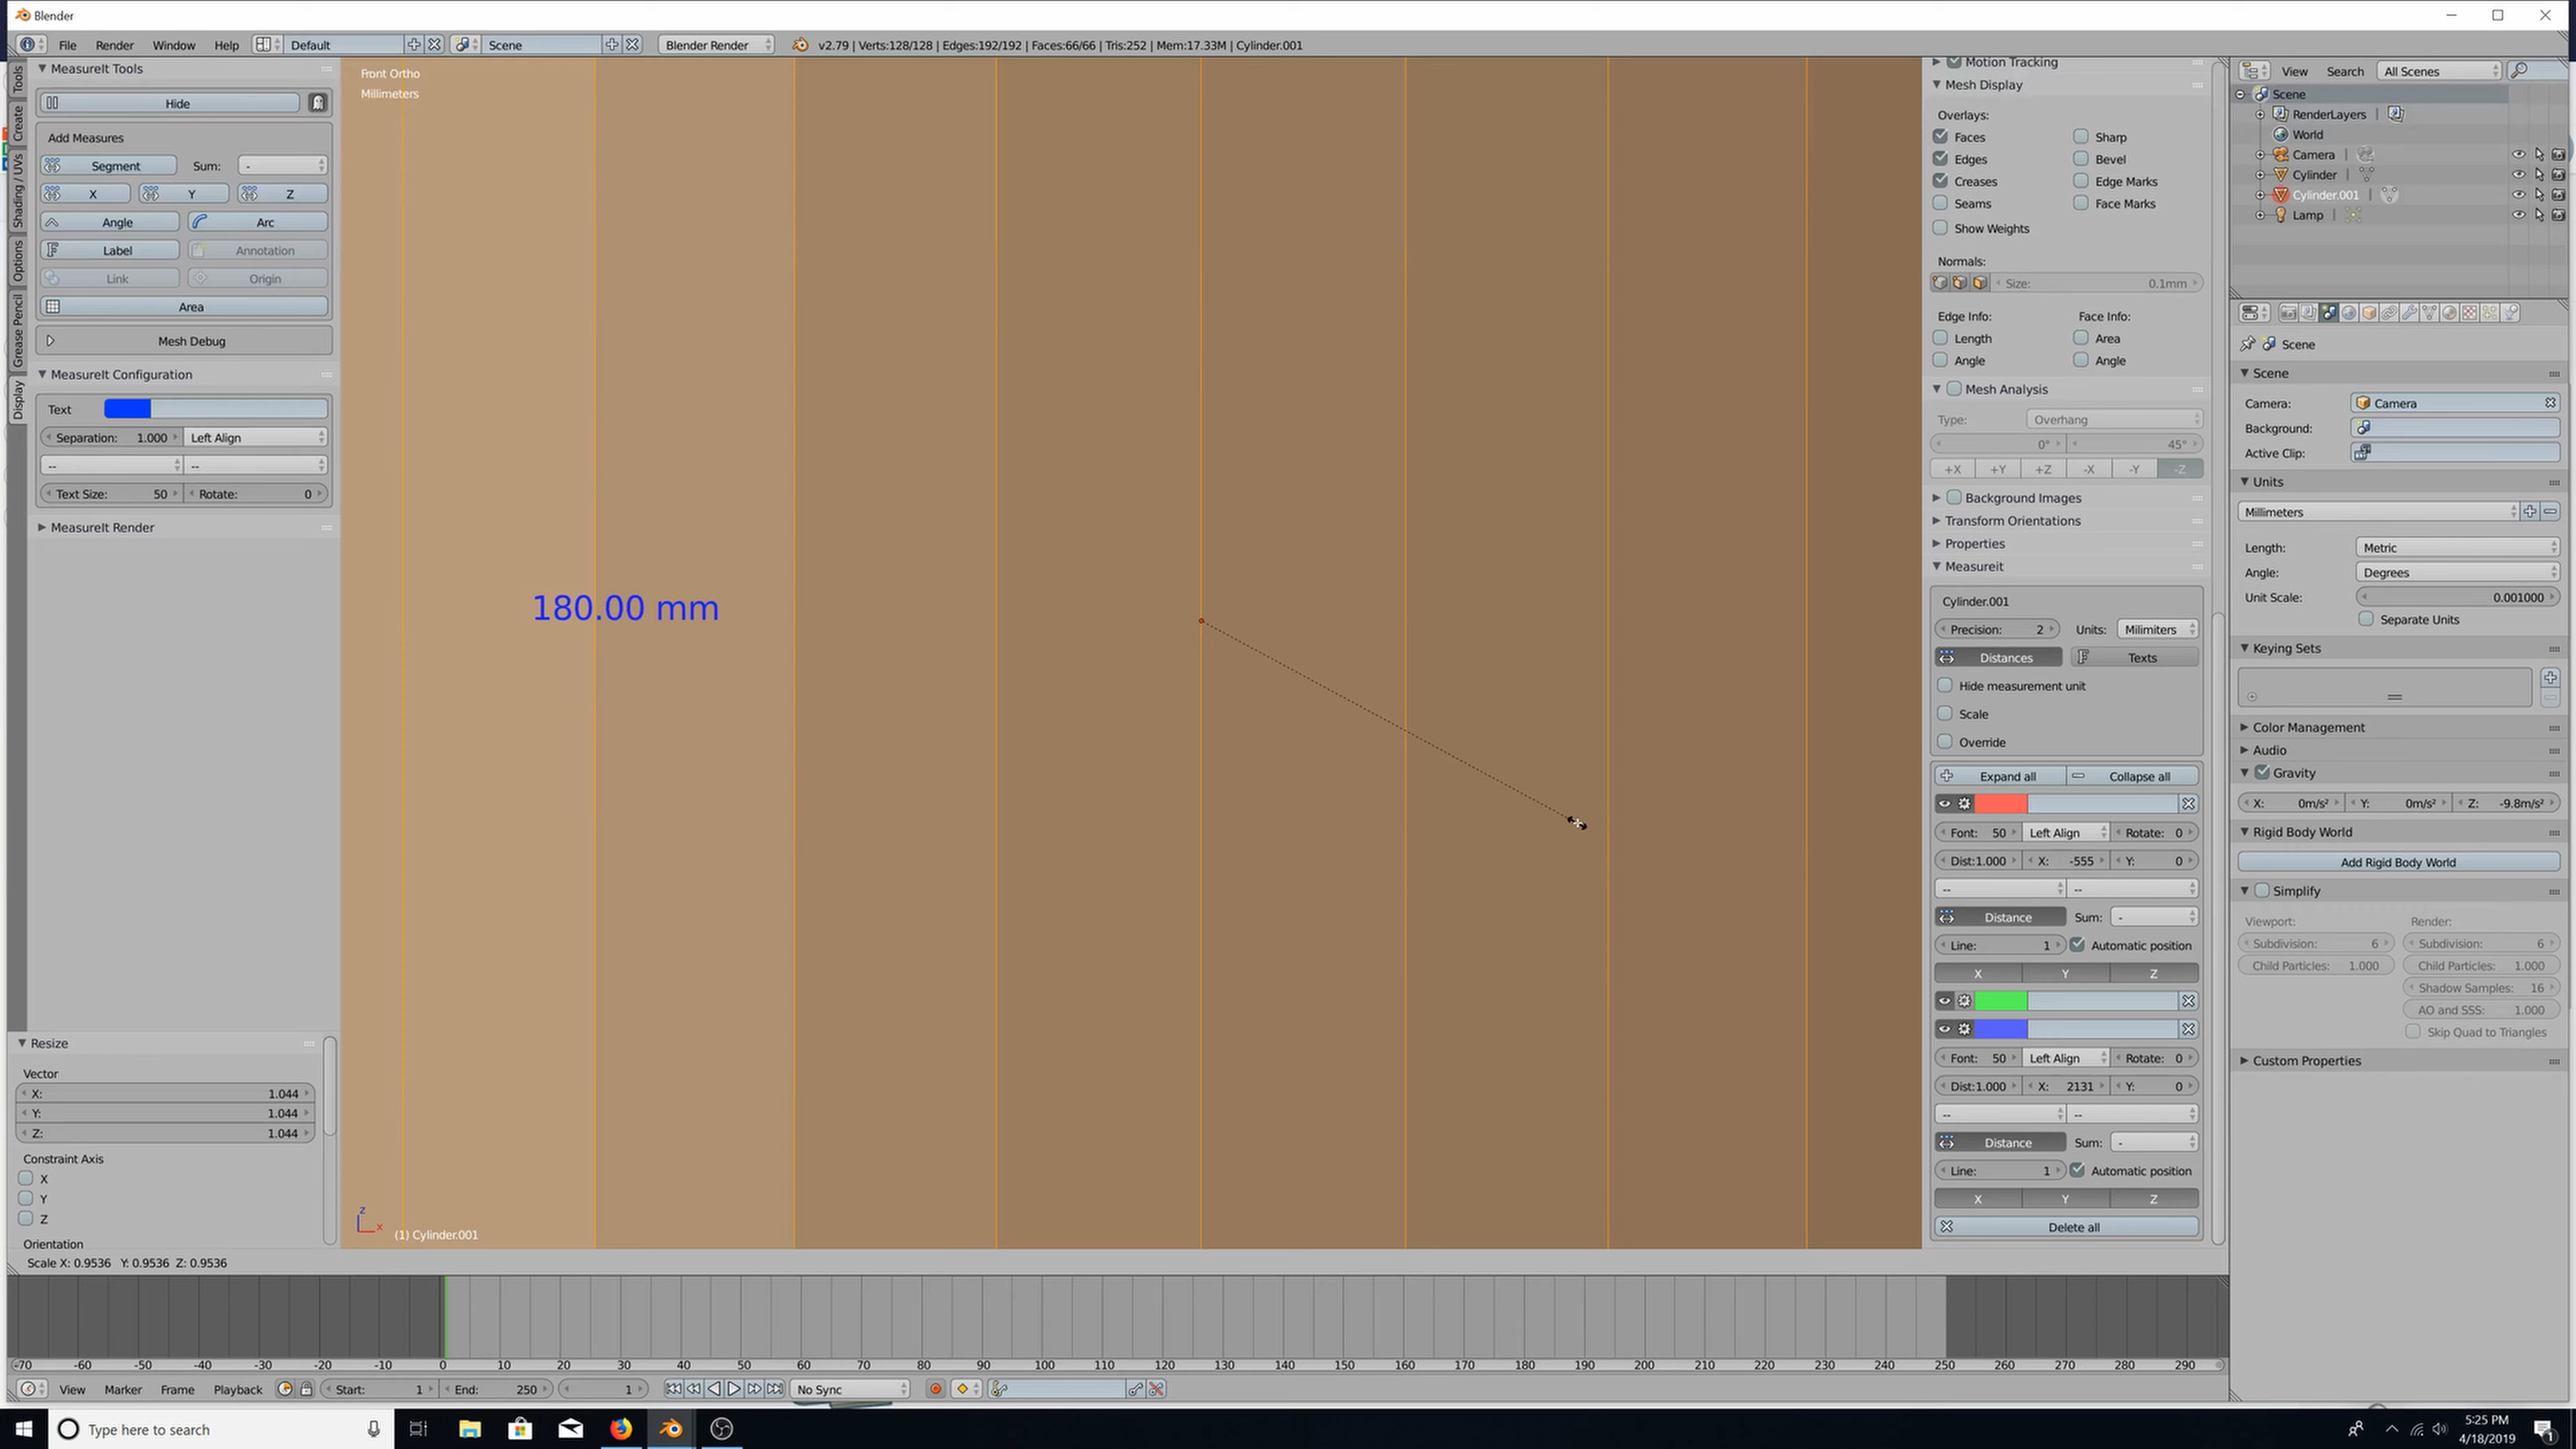 Blender
File Render Window Help Default Scene Blender Render v2.79 | Verts:128/128 | Edges:192/192 | Faces:66/66 | Tris:252 | Mem:17.33M | Cylinder.001
Tools
Create
Shading / UVs
Options
Grease Pencil
Display
MeasureIt Tools
Hide
Add Measures
Segment Sum: -
X Y Z
Angle Arc
Label Annotation
Link Origin
Area
Mesh Debug
MeasureIt Configuration
Text
Separation: 1.000 Left Align
-- --
Text Size: 50 Rotate: 0
MeasureIt Render
Resize
Vector
X: 1.044
Y: 1.044
Z: 1.044
Constraint Axis
X
Y
Z
Orientation
Front Ortho
Millimeters
180.00 mm
z
x
(1) Cylinder.001
Scale X: 0.9536 Y: 0.9536 Z: 0.9536
Motion Tracking
Mesh Display
Overlays:
Faces Sharp
Edges Bevel
Creases Edge Marks
Seams Face Marks
Show Weights
Normals:
Size: 0.1mm
Edge Info: Face Info:
Length Area
Angle Angle
Mesh Analysis
Type: Overhang
0° 45°
+X +Y +Z -X -Y -Z
Background Images
Transform Orientations
Properties
Measureit
Cylinder.001
Precision: 2 Units: Milimiters
Distances Texts
Hide measurement unit
Scale
Override
Expand all Collapse all
Font: 50 Left Align Rotate: 0
Dist:1.000 X: -555 Y: 0
-- --
Distance Sum: -
Line: 1 Automatic position
X Y Z
Font: 50 Left Align Rotate: 0
Dist:1.000 X: 2131 Y: 0
-- --
Distance Sum: -
Line: 1 Automatic position
X Y Z
Delete all
View Search All Scenes
Scene
RenderLayers
World
Camera
Cylinder
Cylinder.001
Lamp
Scene
Scene
Camera: Camera
Background:
Active Clip:
Units
Millimeters
Length: Metric
Angle: Degrees
Unit Scale: 0.001000
Separate Units
Keying Sets
Color Management
Audio
Gravity
X: 0m/s² Y: 0m/s² Z: -9.8m/s²
Rigid Body World
Add Rigid Body World
Simplify
Viewport: Render:
Subdivision: 6 Subdivision: 6
Child Particles: 1.000 Child Particles: 1.000
Shadow Samples: 16
AO and SSS: 1.000
Skip Quad to Triangles
Custom Properties
-70 -60 -50 -40 -30 -20 -10 0 10 20 30 40 50 60 70 80 90 100 110 120 130 140 150 160 170 180 190 200 210 220 230 240 250 260 270 280 290
View Marker Frame Playback Start: 1 End: 250 1 No Sync
Type here to search
5:25 PM
4/18/2019
1